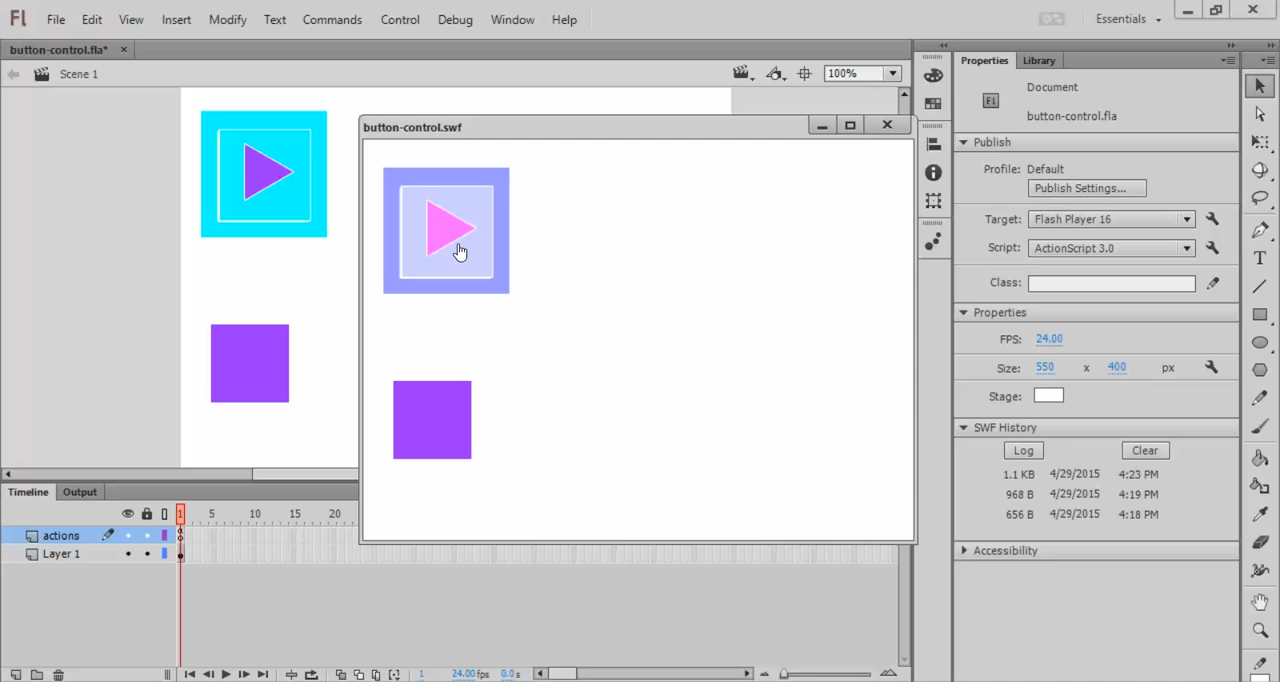 Fl File Edit View Insert Modify Text Commands Control Debug Window Help Essentials
button-control.fla* ×
Scene 1 100%
button-control.swf
Properties Library
Document
FL button-control.fla
Publish
Profile: Default
Publish Settings...
Target: Flash Player 16
Script: ActionScript 3.0
Class:
Properties
FPS: 24.00
Size: 550 x 400 px
Stage:
SWF History
Log Clear
1.1 KB 4/29/2015 4:23 PM
968 B 4/29/2015 4:19 PM
656 B 4/29/2015 4:18 PM
Accessibility
Timeline Output
1 5 10 15 20
actions
Layer 1
1 24.00 fps 0.0 s